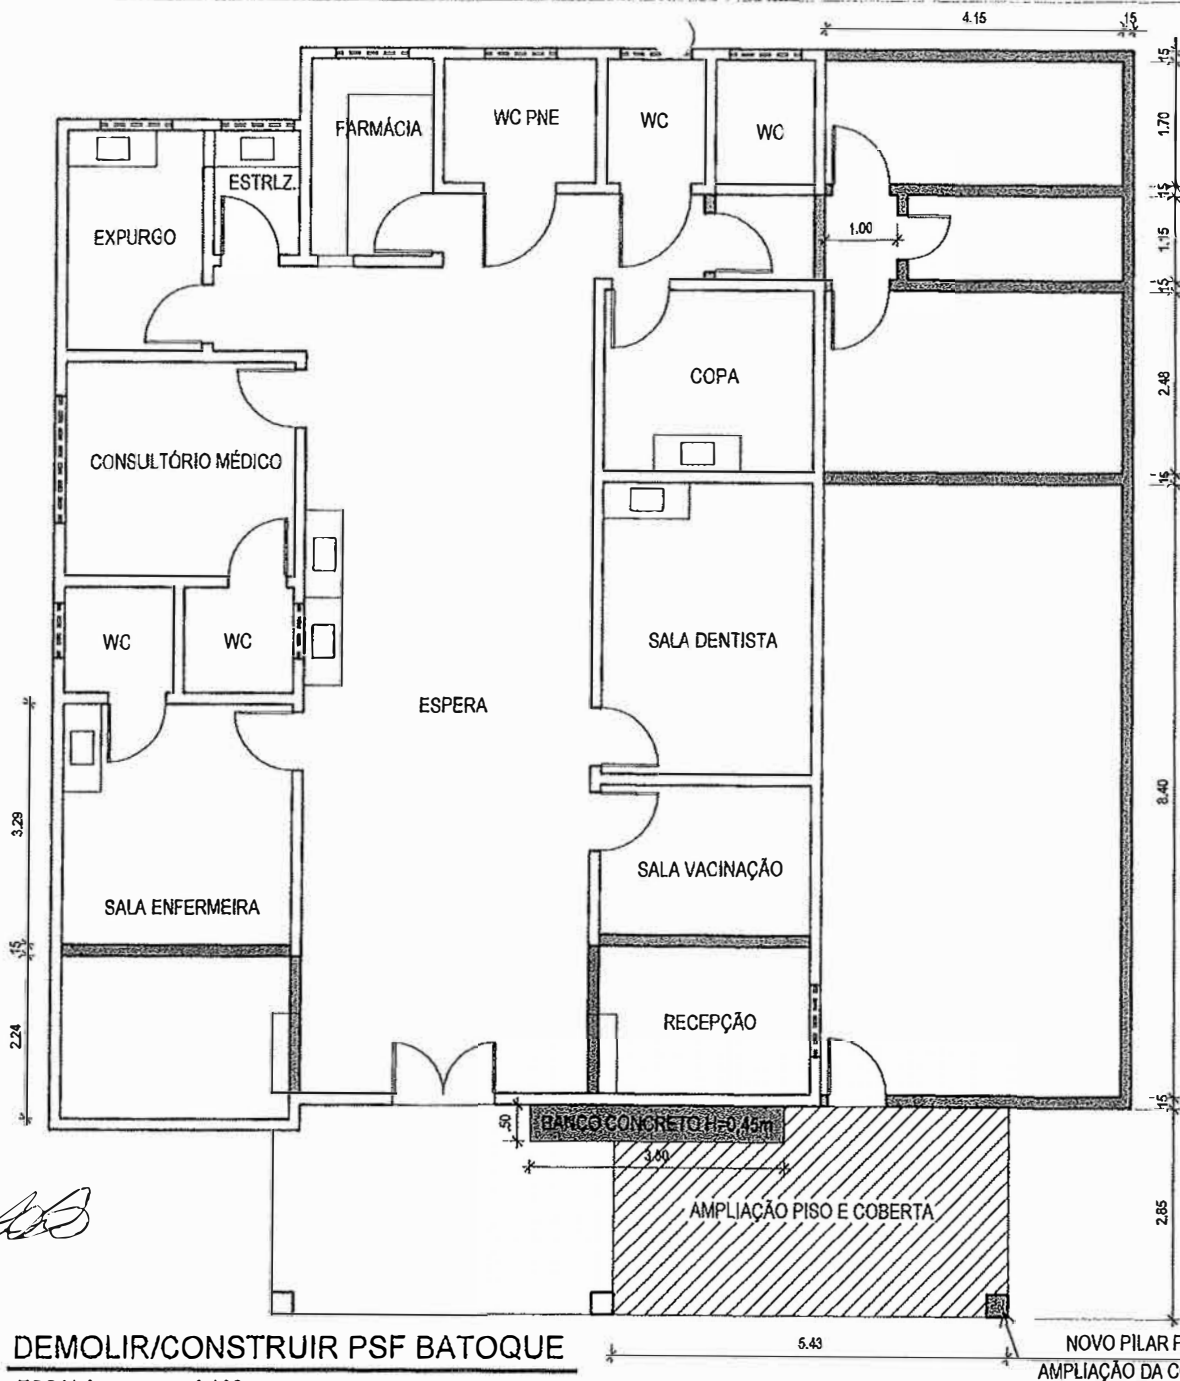 4.15
.15
.15
FARMÁCIA
WC PNE
WC
WC
1.70
ESTRLZ.
.15
EXPURGO
1.00
1.15
.15
COPA
2.48
CONSULTÓRIO MÉDICO
.15
WC
WC
SALA DENTISTA
ESPERA
8.40
3.29
SALA VACINAÇÃO
SALA ENFERMEIRA
.15
RECEPÇÃO
2.24
.15
.50
BANCO CONCRETO H=0,45m
3.50
AMPLIAÇÃO PISO E COBERTA
2.85
DEMOLIR/CONSTRUIR PSF BATOQUE
5.43
NOVO PILAR
AMPLIAÇÃO DA